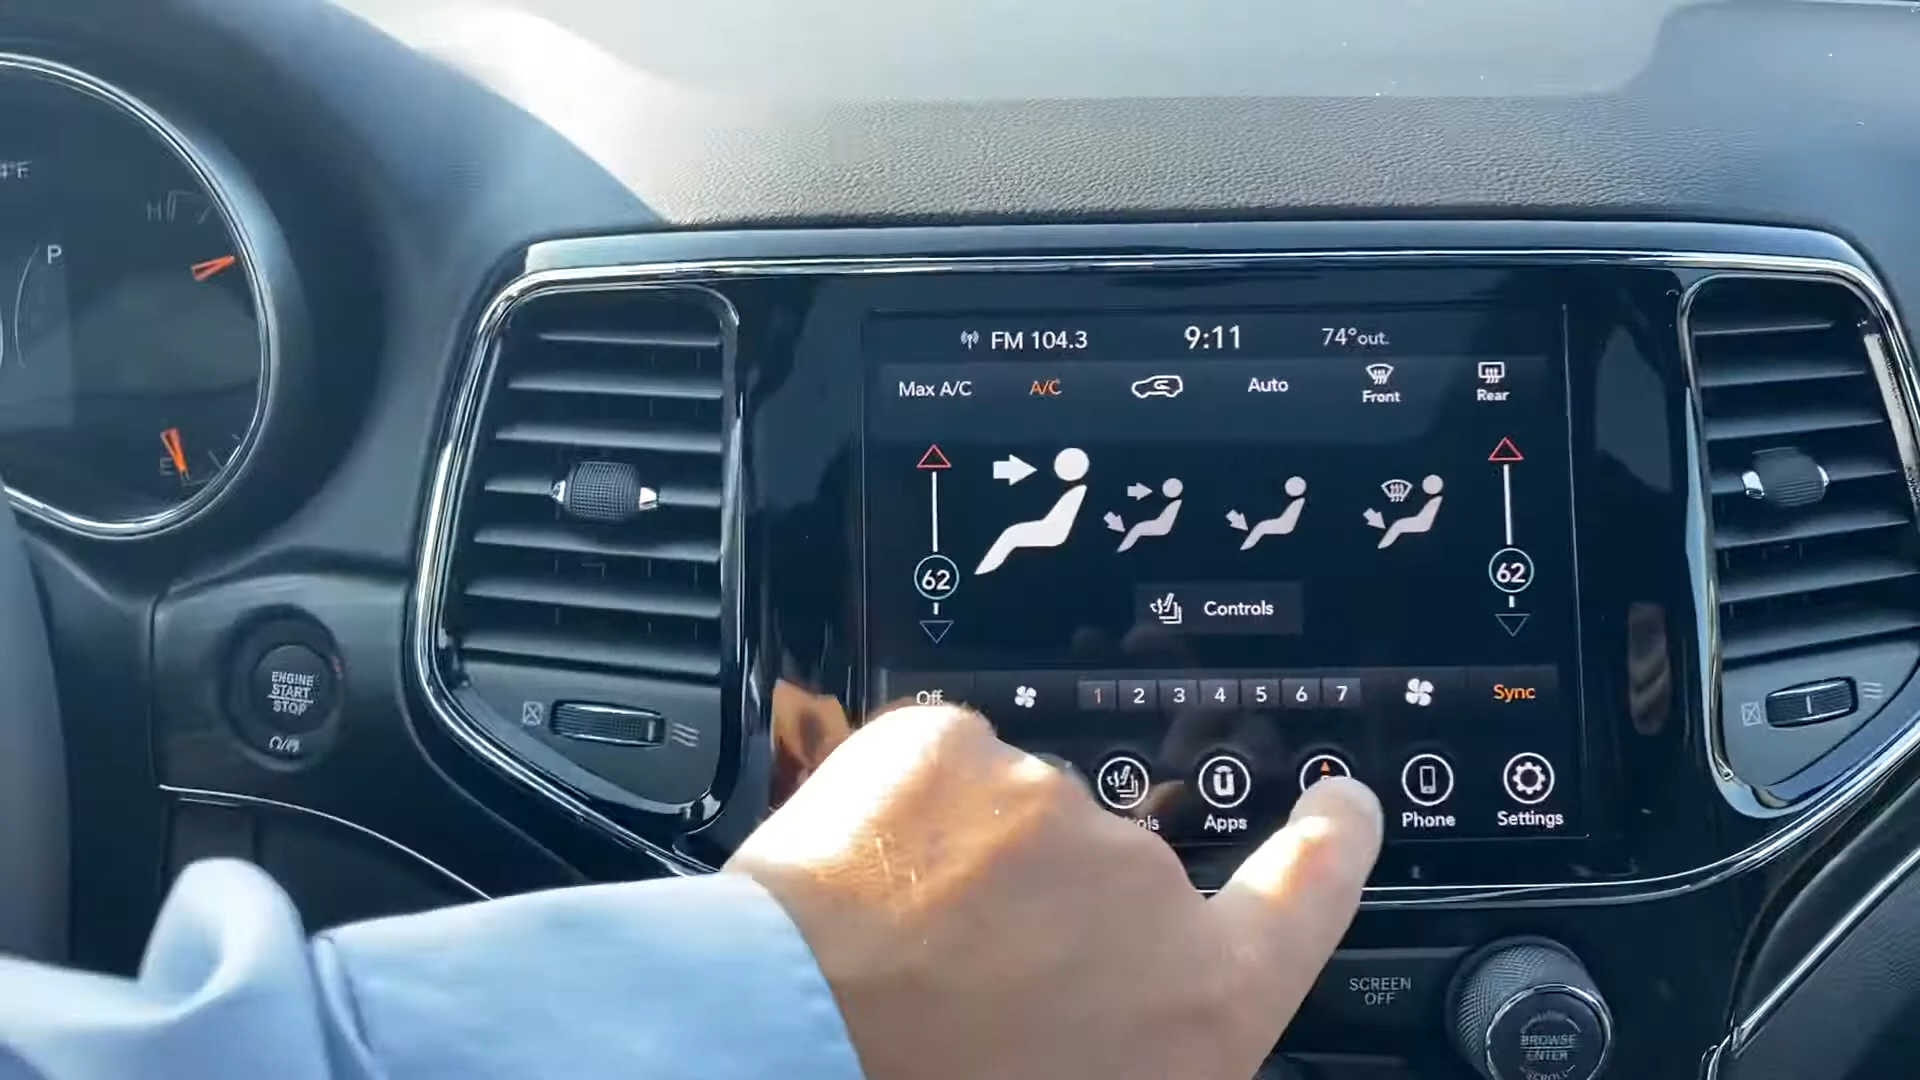 °F
H
P
E
ENGINE
START
STOP
FM 104.3
9:11
74°out.
Max A/C
A/C
Auto
Front
Rear
62
62
Controls
Off
1 2 3 4 5 6 7
Sync
Apps
Phone
Settings
SCREEN
OFF
BROWSE
ENTER
SCROLL